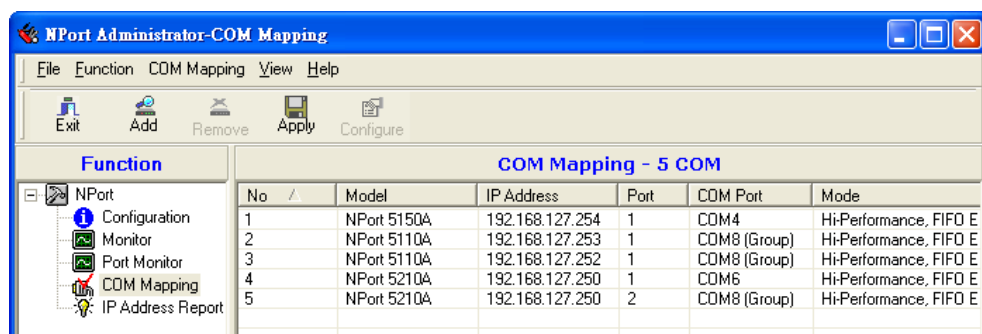 NPort Administrator-COM Mapping
File Function COM Mapping View Help
Exit Add Remove Apply Configure
Function
COM Mapping - 5 COM
NPort
Configuration
Monitor
Port Monitor
COM Mapping
IP Address Report
No Model IP Address Port COM Port Mode
1 NPort 5150A 192.168.127.254 1 COM4 Hi-Performance, FIFO E
2 NPort 5110A 192.168.127.253 1 COM8 (Group) Hi-Performance, FIFO E
3 NPort 5110A 192.168.127.252 1 COM8 (Group) Hi-Performance, FIFO E
4 NPort 5210A 192.168.127.250 1 COM6 Hi-Performance, FIFO E
5 NPort 5210A 192.168.127.250 2 COM8 (Group) Hi-Performance, FIFO E